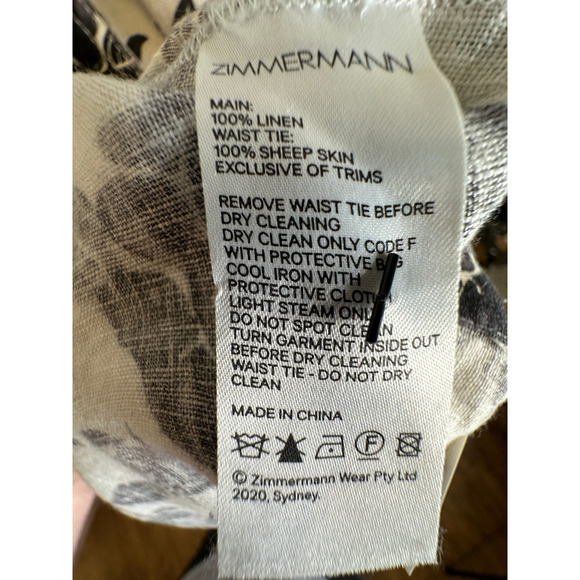 ZIMMERMANN
MAIN:
100% LINEN
WAIST TIE:
100% SHEEP SKIN
EXCLUSIVE OF TRIMS
REMOVE WAIST TIE BEFORE
DRY CLEANING
DRY CLEAN ONLY CODE F
WITH PROTECTIVE BAG
COOL IRON WITH
PROTECTIVE CLOTH
LIGHT STEAM ONLY
DO NOT SPOT CLEAN
TURN GARMENT INSIDE OUT
BEFORE DRY CLEANING
WAIST TIE - DO NOT DRY
CLEAN
MADE IN CHINA
F
© Zimmermann Wear Pty Ltd
2020, Sydney.